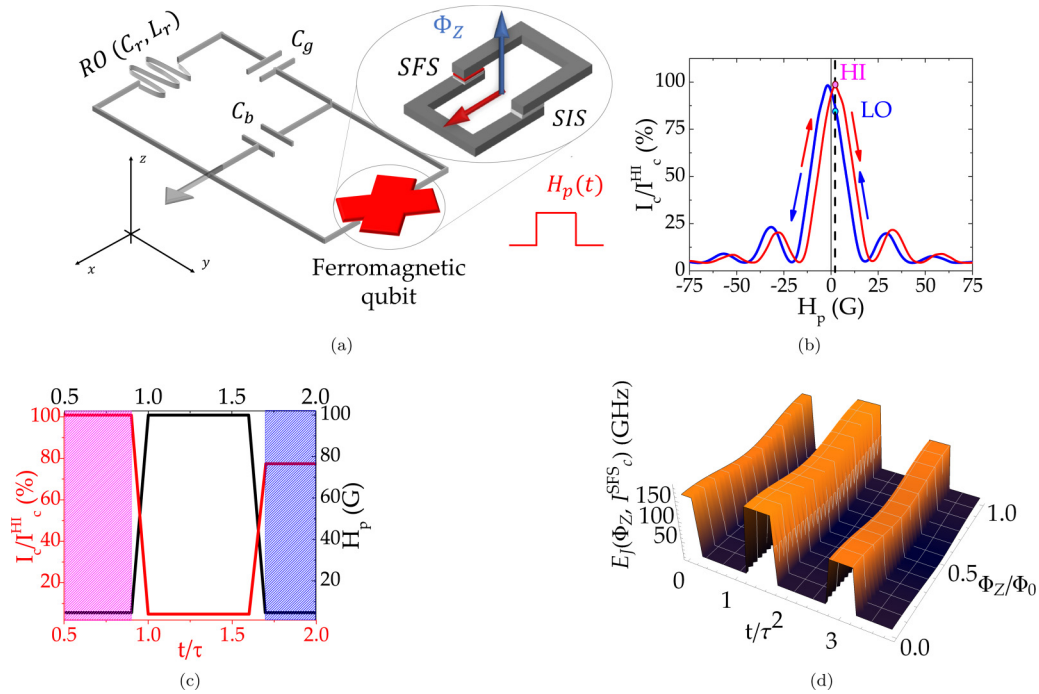 RO (C_r, L_r)
C_g
C_b
Φ_Z
SFS
SIS
H_p(t)
z
x
y
Ferromagnetic
qubit
(a)
I_c/I^HI_c (%)
100
75
50
25
0
HI
LO
-75 -50 -25 0 25 50 75
H_p (G)
(b)
0.5 1.0 1.5 2.0
I_c/I^HI_c (%)
100
80
60
40
20
100
80
60
40
20
H_p (G)
0.5 1.0 1.5 2.0
t/τ
(c)
E_J(Φ_Z, I^SFS_c) (GHz)
150
100
50
0 1 2 3
t/τ
0.0
0.5
1.0
Φ_Z/Φ_0
(d)